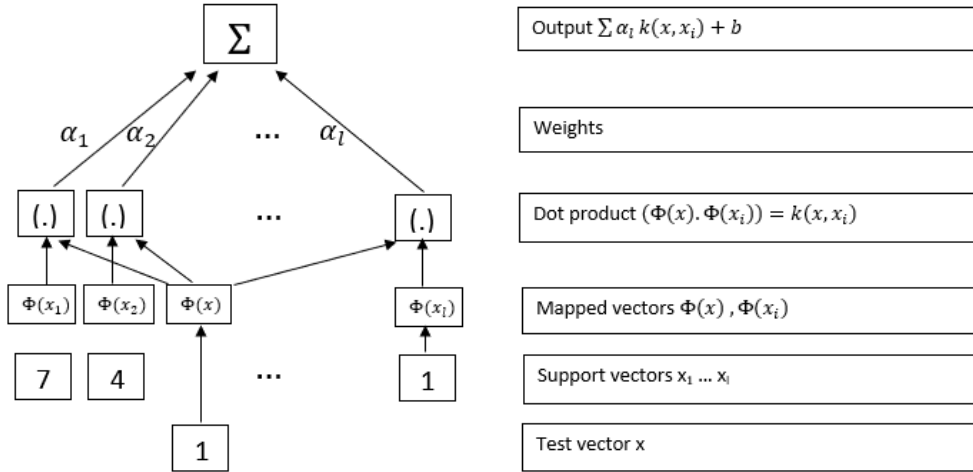 Σ
Output ∑ α_l k(x, x_i) + b
α_1 α_2 ... α_l
Weights
(.) (.) ... (.)
Dot product (Φ(x). Φ(x_i)) = k(x, x_i)
Φ(x_1) Φ(x_2) Φ(x) Φ(x_l)
Mapped vectors Φ(x) , Φ(x_i)
7 4 ... 1
Support vectors x_1 ... x_l
1
Test vector x